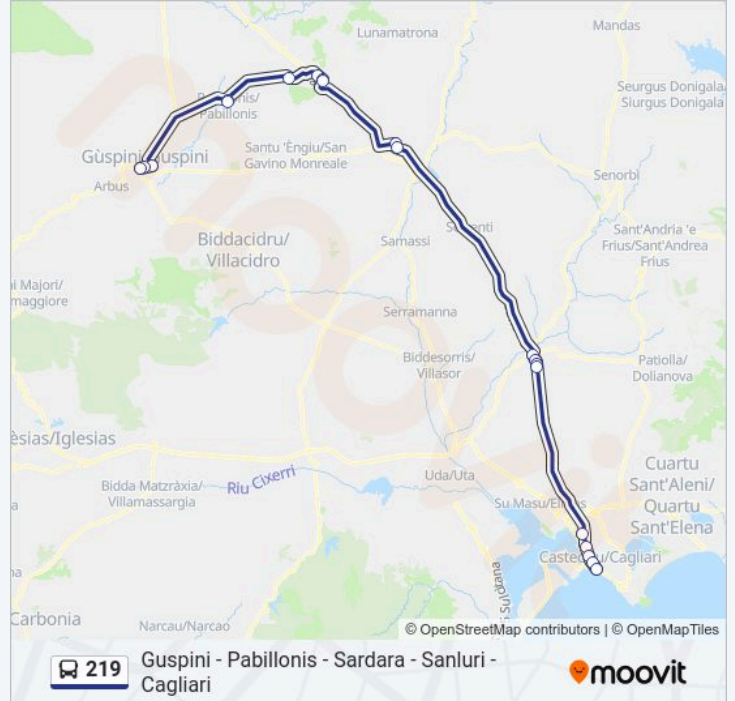 Lunamatrona
Mandas
Seurgus Donigala/
Siurgus Donigala
Pabillonis
Gùspini/Guspini
Santu 'Èngiu/San
Gavino Monreale
Arbus
Senorbì
Biddacidru/
Villacidro
Samassi
Sant'Andria 'e
Frius/Sant'Andrea
Frius
Serramanna
Biddesorris/
Villasor
Patiolla/
Dolianova
èsias/Iglesias
Bidda Matzràxia/
Villamassargia
Riu Cixerri
Uda/Uta
Cuartu
Sant'Aleni/
Quartu
Sant'Elena
Carbonia
Narcau/Narcao
© OpenStreetMap contributors | © OpenMapTiles
219
Guspini - Pabillonis - Sardara - Sanluri -
Cagliari
moovit